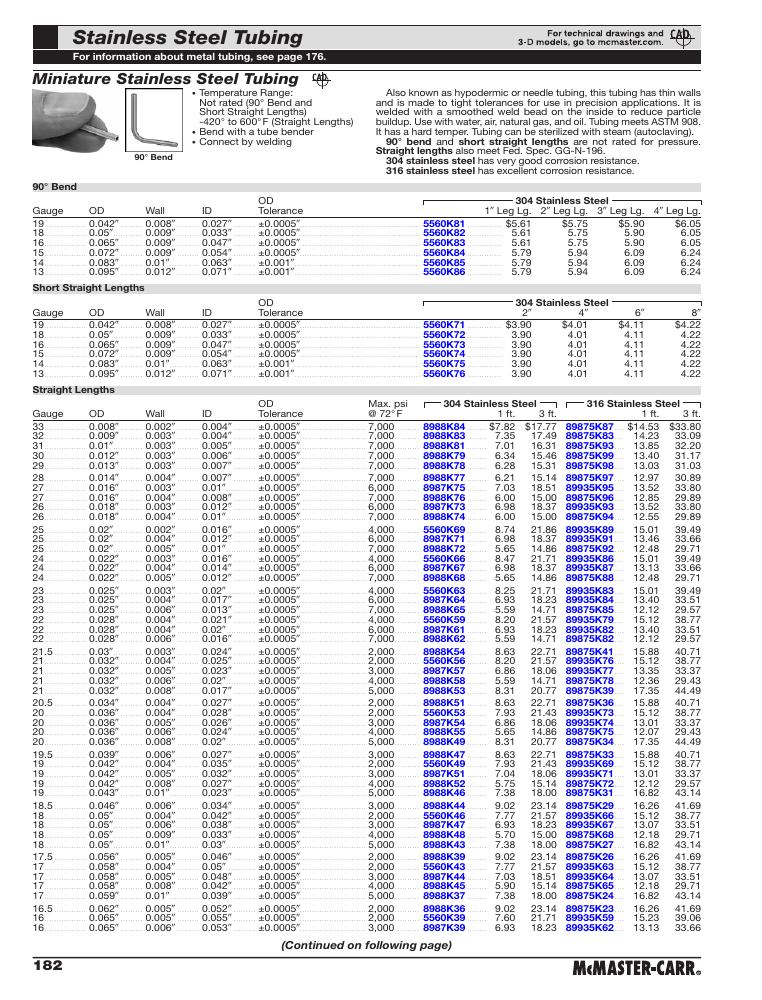 Stainless Steel Tubing
For technical drawings and
3-D models, go to mcmaster.com.
CAD
For information about metal tubing, see page 176.
Miniature Stainless Steel Tubing CAD
• Temperature Range:
Not rated (90° Bend and
Short Straight Lengths)
-420° to 600°F (Straight Lengths)
• Bend with a tube bender
• Connect by welding
90° Bend
Also known as hypodermic or needle tubing, this tubing has thin walls
and is made to tight tolerances for use in precision applications. It is
welded with a smoothed weld bead on the inside to reduce particle
buildup. Use with water, air, natural gas, and oil. Tubing meets ASTM 908.
It has a hard temper. Tubing can be sterilized with steam (autoclaving).
90° bend and short straight lengths are not rated for pressure.
Straight lengths also meet Fed. Spec. GG-N-196.
304 stainless steel has very good corrosion resistance.
316 stainless steel has excellent corrosion resistance.
90° Bend
OD 304 Stainless Steel
Gauge OD Wall ID Tolerance 1″ Leg Lg. 2″ Leg Lg. 3″ Leg Lg. 4″ Leg Lg.
19 0.042″ 0.008″ 0.027″ ±0.0005″ 5560K81 $5.61 $5.75 $5.90 $6.05
18 0.05″ 0.009″ 0.033″ ±0.0005″ 5560K82 5.61 5.75 5.90 6.05
16 0.065″ 0.009″ 0.047″ ±0.0005″ 5560K83 5.61 5.75 5.90 6.05
15 0.072″ 0.009″ 0.054″ ±0.0005″ 5560K84 5.79 5.94 6.09 6.24
14 0.083″ 0.01″ 0.063″ ±0.001″ 5560K85 5.79 5.94 6.09 6.24
13 0.095″ 0.012″ 0.071″ ±0.001″ 5560K86 5.79 5.94 6.09 6.24
Short Straight Lengths
OD 304 Stainless Steel
Gauge OD Wall ID Tolerance 2″ 4″ 6″ 8″
19 0.042″ 0.008″ 0.027″ ±0.0005″ 5560K71 $3.90 $4.01 $4.11 $4.22
18 0.05″ 0.009″ 0.033″ ±0.0005″ 5560K72 3.90 4.01 4.11 4.22
16 0.065″ 0.009″ 0.047″ ±0.0005″ 5560K73 3.90 4.01 4.11 4.22
15 0.072″ 0.009″ 0.054″ ±0.0005″ 5560K74 3.90 4.01 4.11 4.22
14 0.083″ 0.01″ 0.063″ ±0.001″ 5560K75 3.90 4.01 4.11 4.22
13 0.095″ 0.012″ 0.071″ ±0.001″ 5560K76 3.90 4.01 4.11 4.22
Straight Lengths
OD Max. psi 304 Stainless Steel 316 Stainless Steel
Gauge OD Wall ID Tolerance @ 72°F 1 ft. 3 ft. 1 ft. 3 ft.
33 0.008″ 0.002″ 0.004″ ±0.0005″ 7,000 8988K84 $7.82 $17.77 89875K87 $14.53 $33.80
32 0.009″ 0.003″ 0.004″ ±0.0005″ 7,000 8988K83 7.35 17.49 89875K83 14.23 33.09
31 0.01″ 0.003″ 0.005″ ±0.0005″ 7,000 8988K81 7.01 16.31 89875K93 13.85 32.20
30 0.012″ 0.003″ 0.006″ ±0.0005″ 7,000 8988K79 6.34 15.46 89875K99 13.40 31.17
29 0.013″ 0.003″ 0.007″ ±0.0005″ 7,000 8988K78 6.28 15.31 89875K98 13.03 31.03
28 0.014″ 0.004″ 0.007″ ±0.0005″ 7,000 8988K77 6.21 15.14 89875K97 12.97 30.89
27 0.016″ 0.003″ 0.01″ ±0.0005″ 6,000 8987K75 7.03 18.51 89935K95 13.52 33.80
27 0.016″ 0.004″ 0.008″ ±0.0005″ 7,000 8988K76 6.00 15.00 89875K96 12.85 29.89
26 0.018″ 0.003″ 0.012″ ±0.0005″ 6,000 8987K73 6.98 18.37 89935K93 13.52 33.80
26 0.018″ 0.004″ 0.01″ ±0.0005″ 7,000 8988K74 6.00 15.00 89875K94 12.55 29.89
25 0.02″ 0.002″ 0.016″ ±0.0005″ 4,000 5560K69 8.74 21.86 89935K89 15.01 39.49
25 0.02″ 0.004″ 0.012″ ±0.0005″ 6,000 8987K71 6.98 18.37 89935K91 13.46 33.66
25 0.02″ 0.005″ 0.01″ ±0.0005″ 7,000 8988K72 5.65 14.86 89875K92 12.48 29.71
24 0.022″ 0.003″ 0.016″ ±0.0005″ 4,000 5560K66 8.47 21.71 89935K86 15.01 39.49
24 0.022″ 0.004″ 0.014″ ±0.0005″ 6,000 8987K67 6.98 18.37 89935K87 13.13 33.66
24 0.022″ 0.005″ 0.012″ ±0.0005″ 7,000 8988K68 5.65 14.86 89875K88 12.48 29.71
23 0.025″ 0.003″ 0.02″ ±0.0005″ 4,000 5560K63 8.25 21.71 89935K83 15.01 39.49
23 0.025″ 0.004″ 0.017″ ±0.0005″ 6,000 8987K64 6.93 18.23 89935K84 13.40 33.51
23 0.025″ 0.006″ 0.013″ ±0.0005″ 7,000 8988K65 5.59 14.71 89875K85 12.12 29.57
22 0.028″ 0.004″ 0.021″ ±0.0005″ 4,000 5560K59 8.20 21.57 89935K79 15.12 38.77
22 0.028″ 0.004″ 0.02″ ±0.0005″ 6,000 8987K61 6.93 18.23 89935K82 13.40 33.51
22 0.028″ 0.006″ 0.016″ ±0.0005″ 7,000 8988K62 5.59 14.71 89875K82 12.12 29.57
21.5 0.03″ 0.003″ 0.024″ ±0.0005″ 2,000 8988K54 8.63 22.71 89875K41 15.88 40.71
21 0.032″ 0.004″ 0.025″ ±0.0005″ 2,000 5560K56 8.20 21.57 89935K76 15.12 38.77
21 0.032″ 0.005″ 0.023″ ±0.0005″ 3,000 8987K57 6.86 18.06 89935K77 13.35 33.37
21 0.032″ 0.006″ 0.02″ ±0.0005″ 4,000 8988K58 5.59 14.71 89875K78 12.36 29.43
21 0.032″ 0.008″ 0.017″ ±0.0005″ 5,000 8988K53 8.31 20.77 89875K39 17.35 44.49
20.5 0.034″ 0.004″ 0.027″ ±0.0005″ 2,000 8988K51 8.63 22.71 89875K36 15.88 40.71
20 0.036″ 0.004″ 0.028″ ±0.0005″ 2,000 5560K53 7.93 21.43 89935K73 15.12 38.77
20 0.036″ 0.005″ 0.026″ ±0.0005″ 3,000 8987K54 6.86 18.06 89935K74 13.01 33.37
20 0.036″ 0.006″ 0.024″ ±0.0005″ 4,000 8988K55 5.65 14.86 89875K75 12.07 29.43
20 0.036″ 0.008″ 0.02″ ±0.0005″ 5,000 8988K49 8.31 20.77 89875K34 17.35 44.49
19.5 0.039″ 0.006″ 0.027″ ±0.0005″ 3,000 8988K47 8.63 22.71 89875K33 15.88 40.71
19 0.042″ 0.004″ 0.035″ ±0.0005″ 2,000 5560K49 7.93 21.43 89935K69 15.12 38.77
19 0.042″ 0.005″ 0.032″ ±0.0005″ 3,000 8987K51 7.04 18.06 89935K71 13.01 33.37
19 0.042″ 0.008″ 0.027″ ±0.0005″ 4,000 8988K52 5.75 15.14 89875K72 12.12 29.57
19 0.043″ 0.01″ 0.023″ ±0.0005″ 5,000 8988K46 7.38 18.00 89875K31 16.82 43.14
18.5 0.046″ 0.006″ 0.034″ ±0.0005″ 3,000 8988K44 9.02 23.14 89875K29 16.26 41.69
18 0.05″ 0.004″ 0.042″ ±0.0005″ 2,000 5560K46 7.77 21.57 89935K66 15.12 38.77
18 0.05″ 0.006″ 0.038″ ±0.0005″ 3,000 8987K47 6.93 18.23 89935K67 13.07 33.51
18 0.05″ 0.009″ 0.033″ ±0.0005″ 4,000 8988K48 5.70 15.00 89875K68 12.18 29.71
18 0.05″ 0.01″ 0.03″ ±0.0005″ 5,000 8988K43 7.38 18.00 89875K27 16.82 43.14
17.5 0.056″ 0.005″ 0.046″ ±0.0005″ 2,000 8988K39 9.02 23.14 89875K26 16.26 41.69
17 0.058″ 0.004″ 0.05″ ±0.0005″ 2,000 5560K43 7.77 21.57 89935K63 15.12 38.77
17 0.058″ 0.005″ 0.048″ ±0.0005″ 3,000 8987K44 7.03 18.51 89935K64 13.07 33.51
17 0.058″ 0.008″ 0.042″ ±0.0005″ 4,000 8988K45 5.90 15.14 89875K65 12.18 29.71
17 0.059″ 0.01″ 0.039″ ±0.0005″ 5,000 8988K37 7.38 18.00 89875K24 16.82 43.14
16.5 0.062″ 0.005″ 0.052″ ±0.0005″ 2,000 8988K36 9.02 23.14 89875K23 16.26 41.69
16 0.065″ 0.005″ 0.055″ ±0.0005″ 2,000 5560K39 7.60 21.71 89935K59 15.23 39.06
16 0.065″ 0.006″ 0.053″ ±0.0005″ 3,000 8987K41 6.93 18.23 89935K62 13.13 33.66
(Continued on following page)
182
McMASTER-CARR®